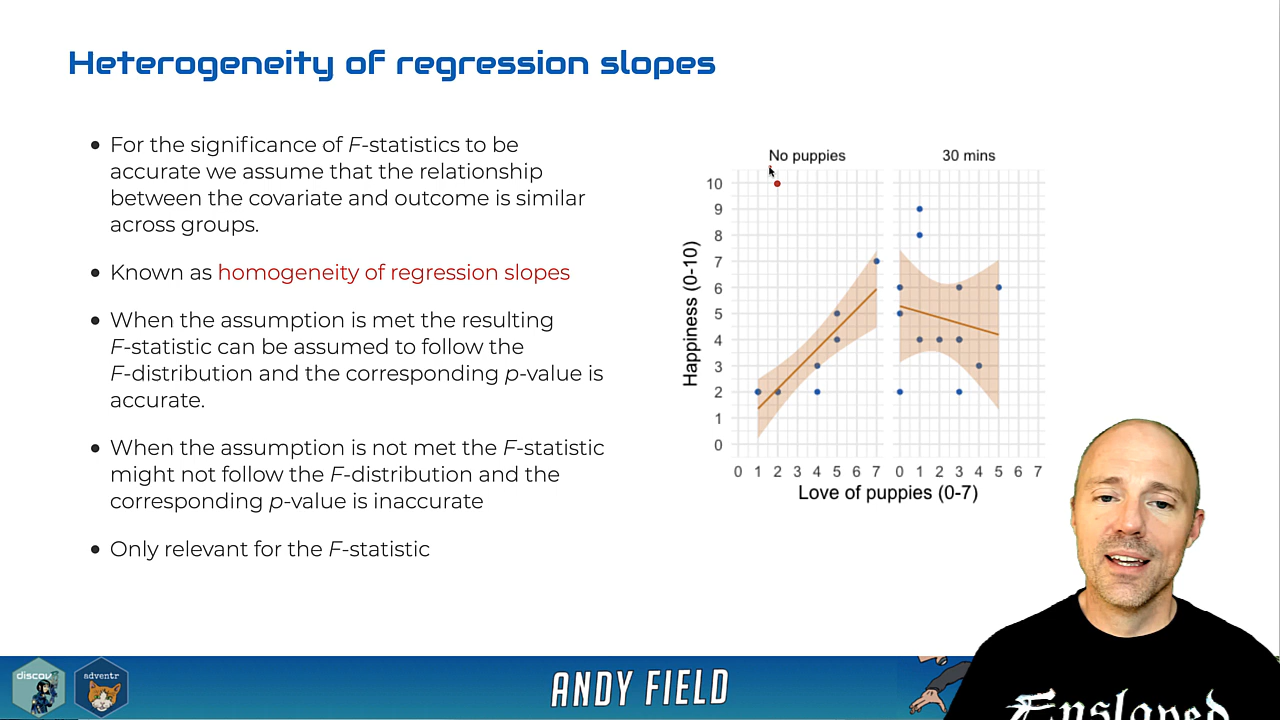 Heterogeneity of regression slopes
For the significance of F-statistics to be
accurate we assume that the relationship
between the covariate and outcome is similar
across groups.
Known as homogeneity of regression slopes
When the assumption is met the resulting
F-statistic can be assumed to follow the
F-distribution and the corresponding p-value is
accurate.
When the assumption is not met the F-statistic
might not follow the F-distribution and the
corresponding p-value is inaccurate
Only relevant for the F-statistic
No puppies
30 mins
Happiness (0-10)
10
9
8
7
6
5
4
3
2
1
0
0 1 2 3 4 5 6 7
0 1 2 3 4 5 6 7
Love of puppies (0-7)
discovr
adventr
ANDY FIELD
Enslaved